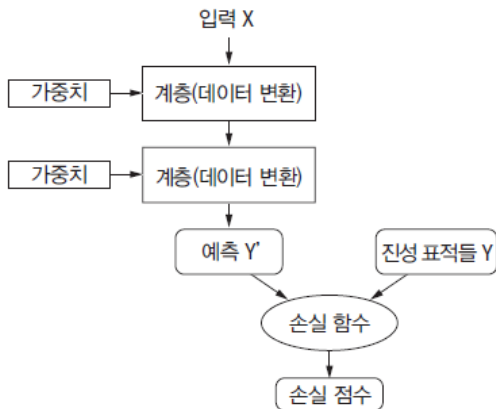 입력 X
가중치
계층(데이터 변환)
가중치
계층(데이터 변환)
예측 Y'
진성 표적들 Y
손실 함수
손실 점수